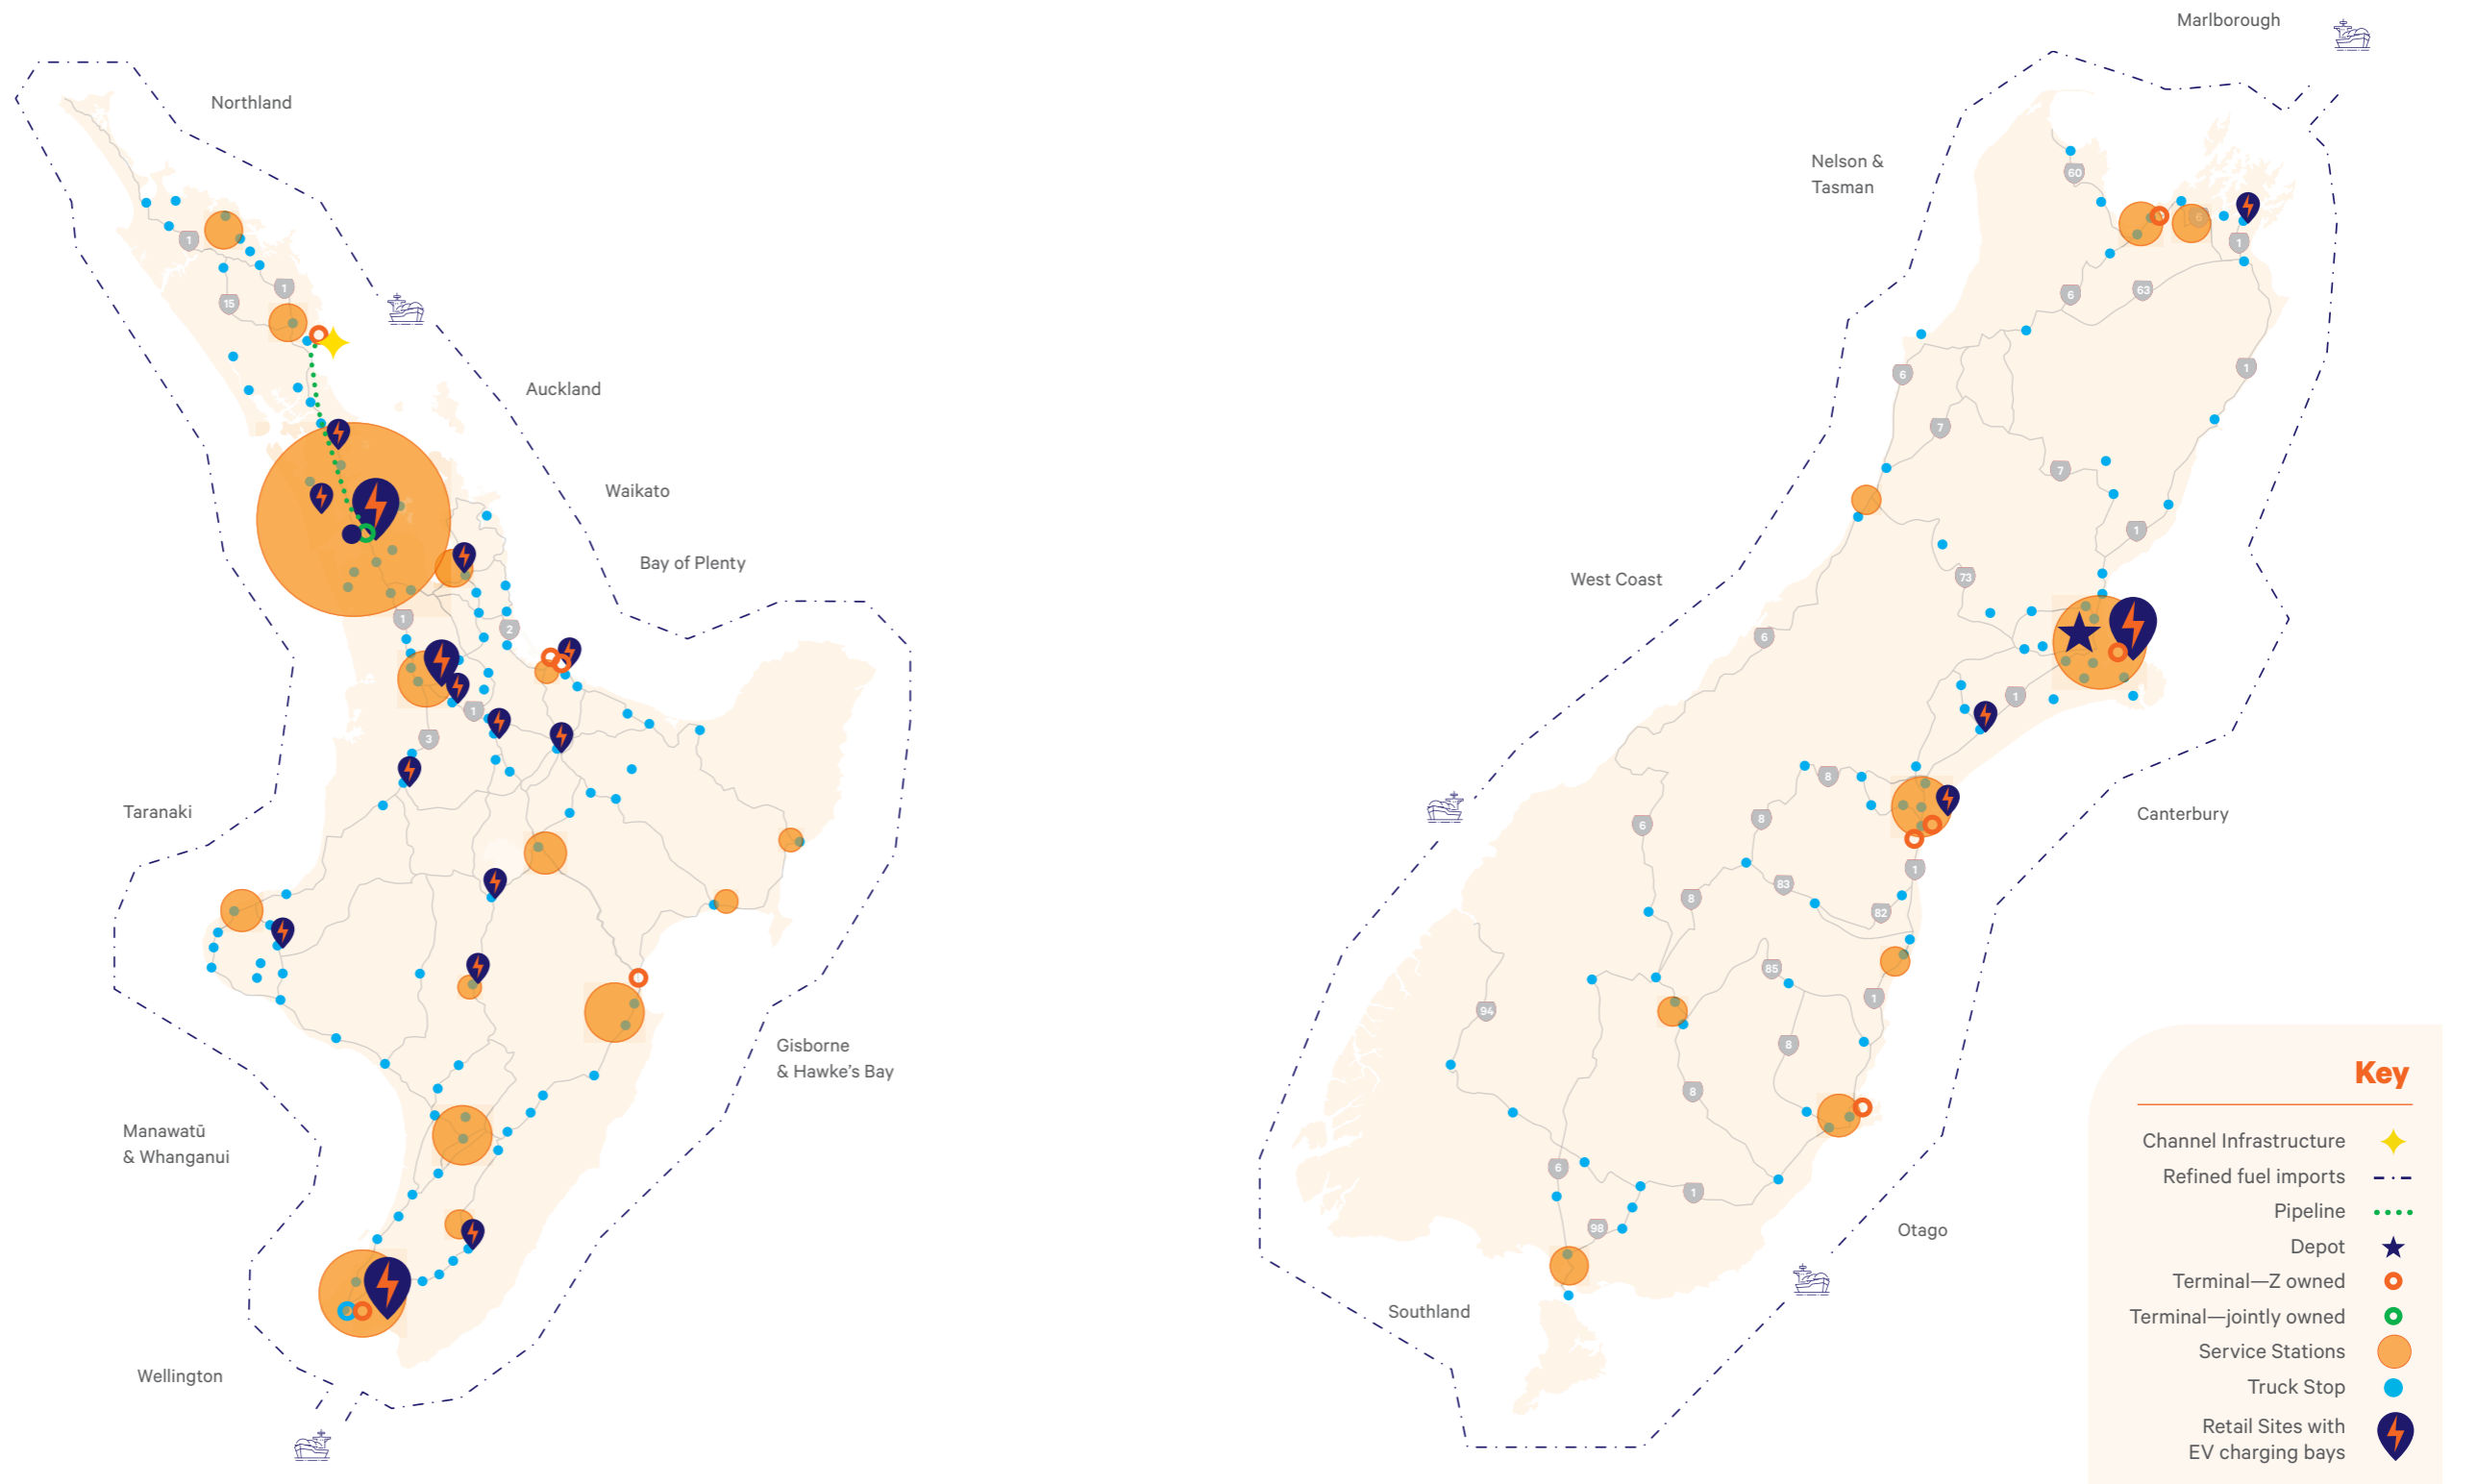 Marlborough
Northland
Nelson &
Tasman
60
6
1
1
1
15
6
63
Auckland
6
1
7
Waikato
7
1
Bay of Plenty
West Coast
73
1
2
6
1
1
3
8
Taranaki
6
8
Canterbury
1
83
8
82
85
1
94
Gisborne
& Hawke's Bay
8
8
Manawatū
& Whanganui
6
1
98
Otago
Southland
Wellington
Key
Channel Infrastructure
Refined fuel imports
Pipeline
Depot
Terminal—Z owned
Terminal—jointly owned
Service Stations
Truck Stop
Retail Sites with
EV charging bays